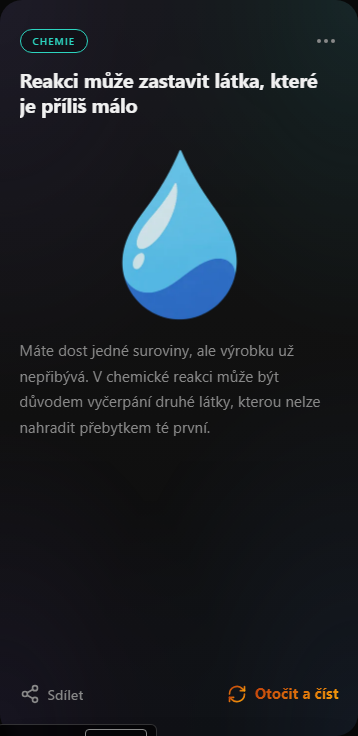 CHEMIE
Reakci může zastavit látka, které
je příliš málo
Máte dost jedné suroviny, ale výrobku už
nepřibývá. V chemické reakci může být
důvodem vyčerpání druhé látky, kterou nelze
nahradit přebytkem té první.
Sdílet
Otočit a číst